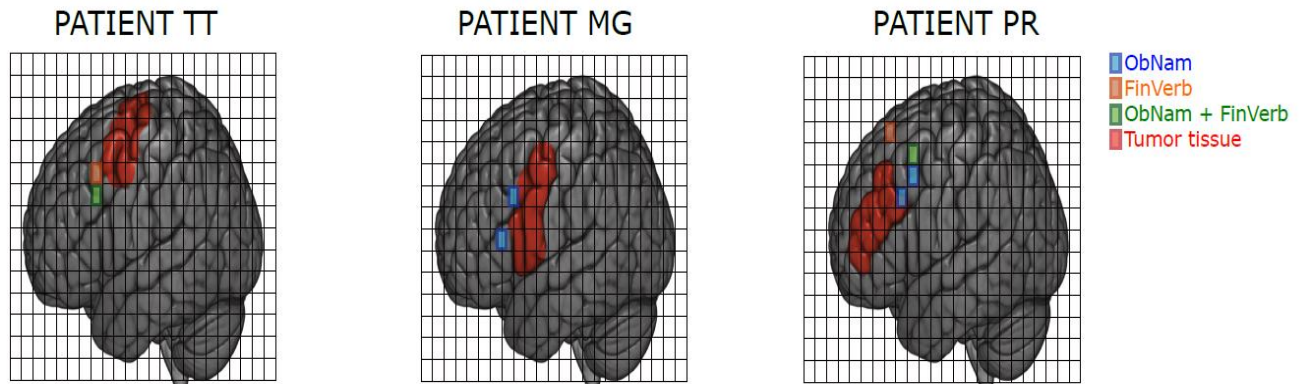 PATIENT TT
PATIENT MG
PATIENT PR
ObNam
FinVerb
ObNam + FinVerb
Tumor tissue